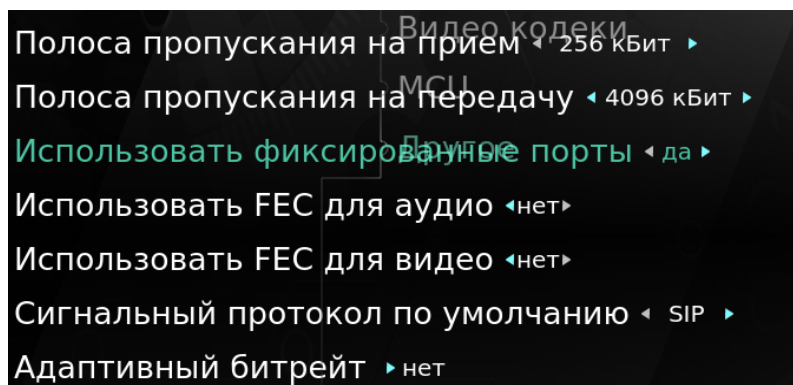 Видео кодеки
Полоса пропускания на прием 256 кБит
MCU
Полоса пропускания на передачу 4096 кБит
Другое
Использовать фиксированные порты да
Использовать FEC для аудио нет
Использовать FEC для видео нет
Сигнальный протокол по умолчанию SIP
Адаптивный битрейт нет